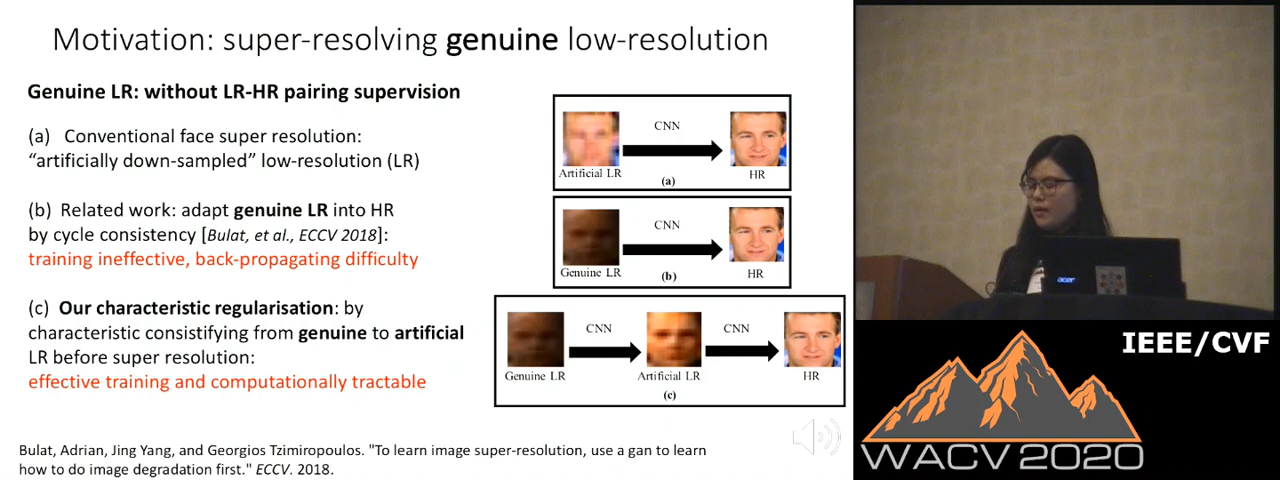 Motivation: super-resolving genuine low-resolution
Genuine LR: without LR-HR pairing supervision
(a) Conventional face super resolution:
“artificially down-sampled” low-resolution (LR)
(b) Related work: adapt genuine LR into HR
by cycle consistency [Bulat, et al., ECCV 2018]:
training ineffective, back-propagating difficulty
(c) Our characteristic regularisation: by
characteristic consistifying from genuine to artificial
LR before super resolution:
effective training and computationally tractable
CNN
Artificial LR
HR
(a)
CNN
Genuine LR
HR
(b)
CNN
CNN
Genuine LR
Artificial LR
HR
(c)
Bulat, Adrian, Jing Yang, and Georgios Tzimiropoulos. "To learn image super-resolution, use a gan to learn
how to do image degradation first." ECCV. 2018.
acer
IEEE/CVF
WACV 2020